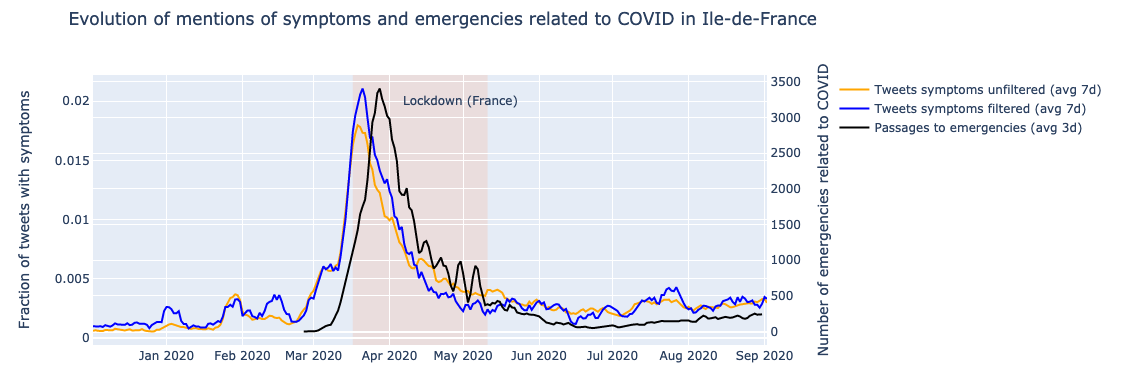 Evolution of mentions of symptoms and emergencies related to COVID in Ile-de-France
Fraction of tweets with symptoms
0.02
0.015
0.01
0.005
0
Lockdown (France)
3500
3000
2500
2000
1500
1000
500
0
Number of emergencies related to COVID
Tweets symptoms unfiltered (avg 7d)
Tweets symptoms filtered (avg 7d)
Passages to emergencies (avg 3d)
Jan 2020 Feb 2020 Mar 2020 Apr 2020 May 2020 Jun 2020 Jul 2020 Aug 2020 Sep 2020